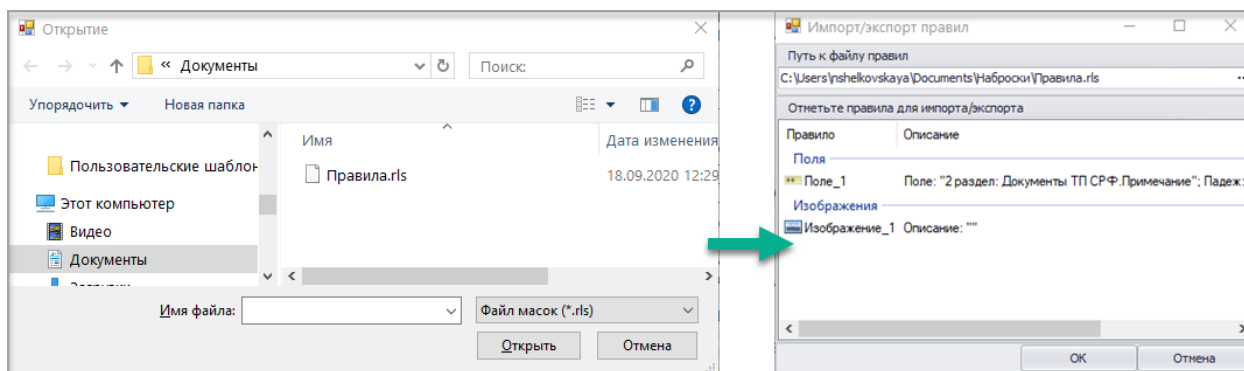 Открытие
« Документы
Поиск:
Упорядочить
Новая папка
Имя
Дата изменения
Пользовательские шаблон
Правила.rls
18.09.2020 12:29
Этот компьютер
Видео
Документы
Имя файла:
Файл масок (*.rls)
Открыть
Отмена
Импорт/экспорт правил
Путь к файлу правил
C:\Users\nshelkovskaya\Documents\Наброски\Правила.rls
Отметьте правила для импорта/экспорта
Правило
Описание
Поля
Поле_1
Поле: "2 раздел: Документы ТП СРФ.Примечание"; Падеж:
Изображения
Изображение_1 Описание: ""
OK
Отмена